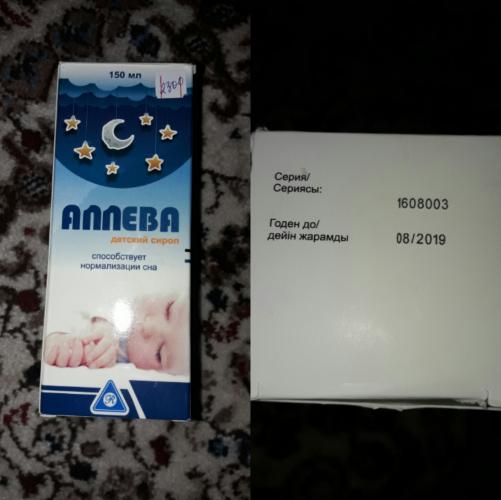 150 мл
АЛЛЕВА
детский сироп
способствует
нормализации сна
Серия/
Сериясы:
1608003
Годен до/
дейін жарамды
08/2019